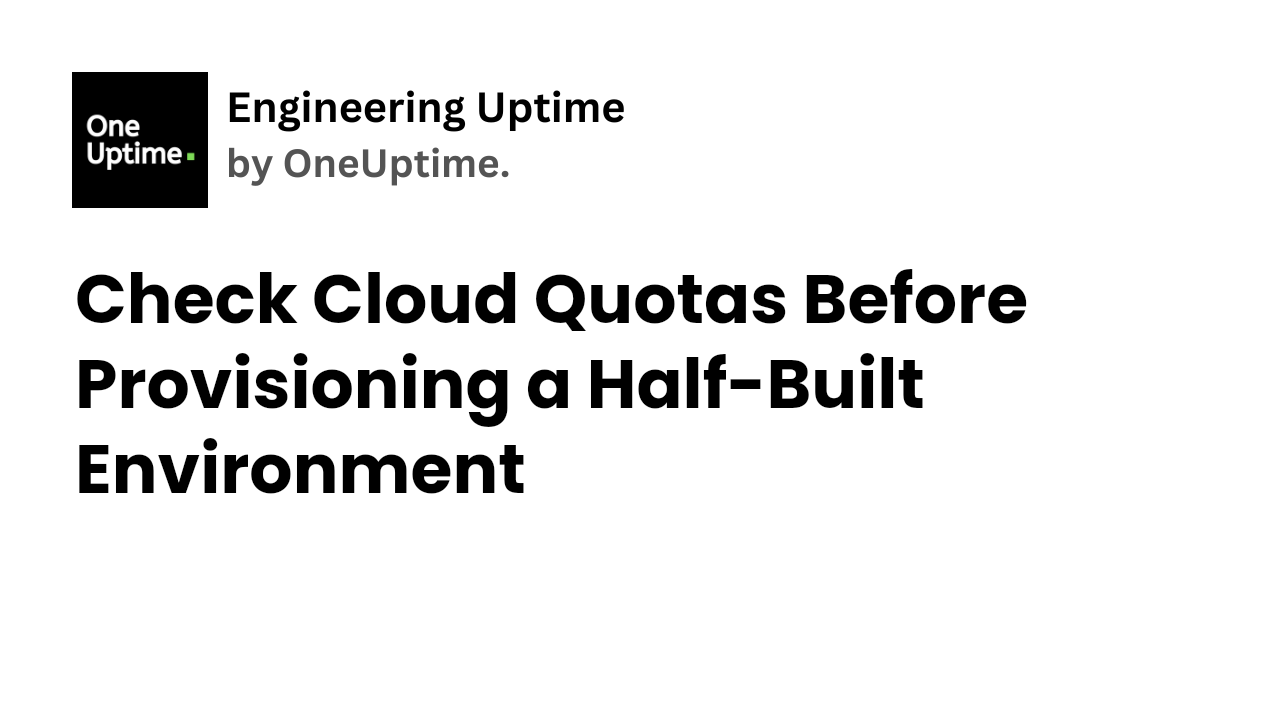 One
Uptime
Engineering Uptime
by OneUptime.
Check Cloud Quotas Before
Provisioning a Half-Built
Environment